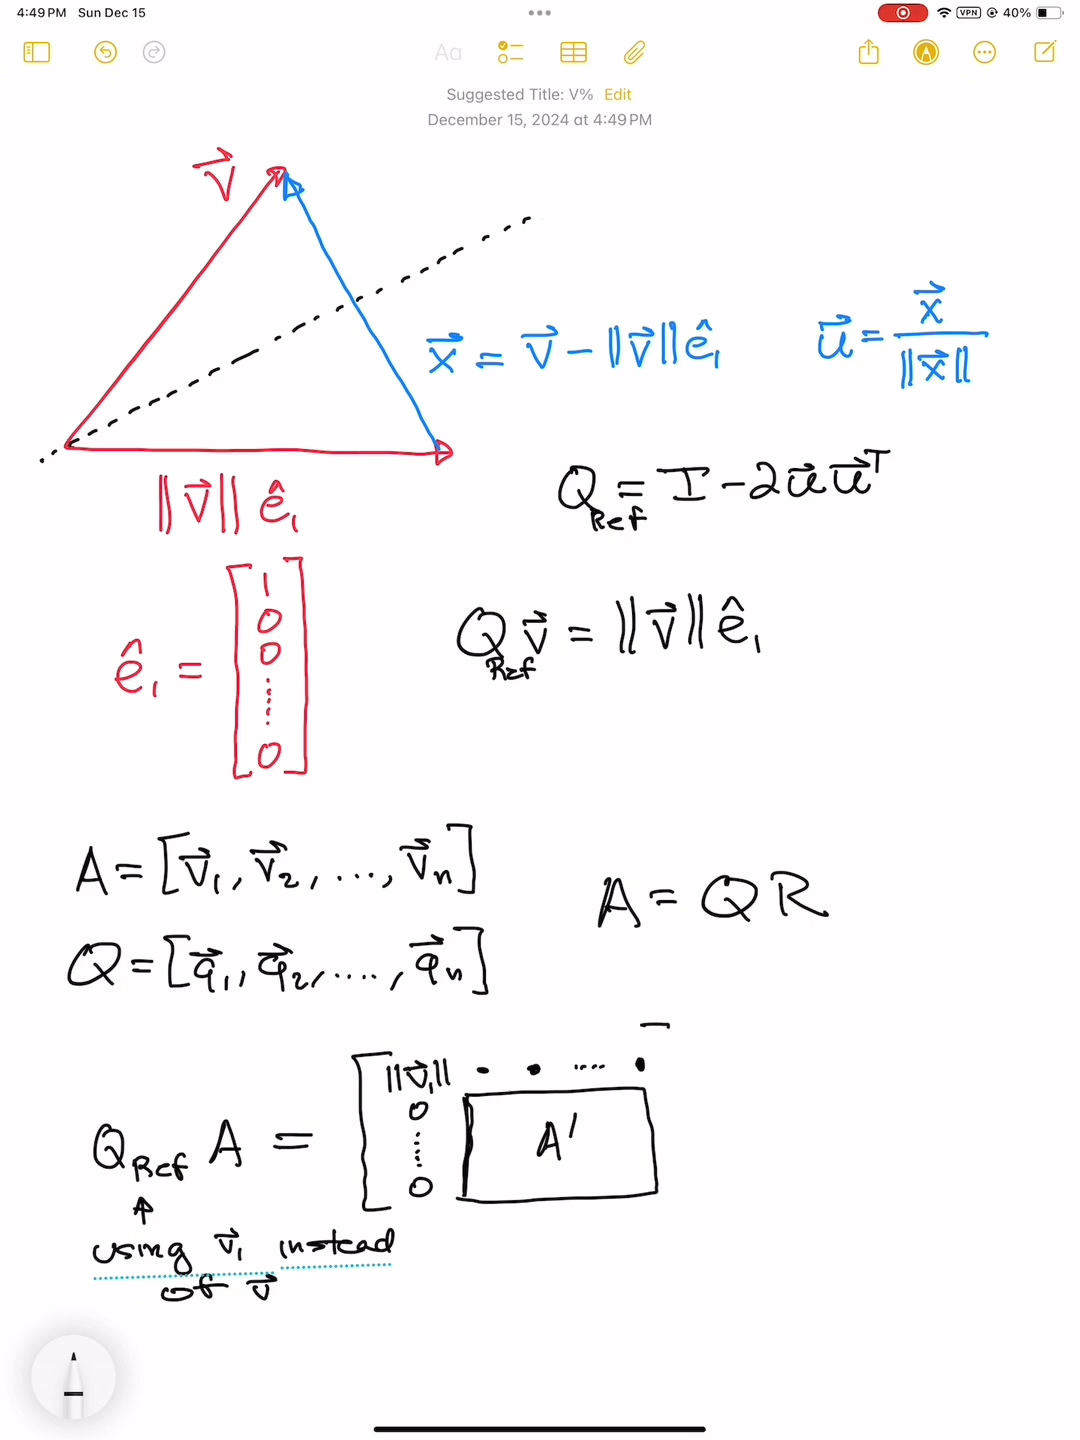 4:49 PM Sun Dec 15
VPN 40%
Aa
Suggested Title: V% Edit
December 15, 2024 at 4:49 PM
v⃗
x⃗ = v⃗ − ‖v⃗‖ ê₁
u⃗ = x⃗ / ‖x⃗‖
‖v⃗‖ ê₁
Q_Ref = I − 2 u⃗ u⃗ᵀ
ê₁ = [1 0 0 ⋮ 0]
Q_Ref v⃗ = ‖v⃗‖ ê₁
A = [v⃗₁, v⃗₂, ..., v⃗ₙ]
A = QR
Q = [q⃗₁, q⃗₂, ...., q⃗ₙ]
Q_Ref A =
‖v⃗₁‖ • • .... •
0
⋮
0
A'
↑
using v⃗₁ instead
of v⃗